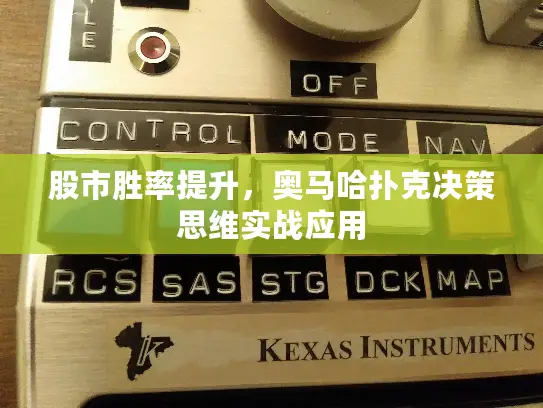 YLE
OFF
CONTROL MODE NAV
股市胜率提升，奥马哈扑克决策
思维实战应用
RCS SAS STG DCK MAP
K KEXAS INSTRUMENTS